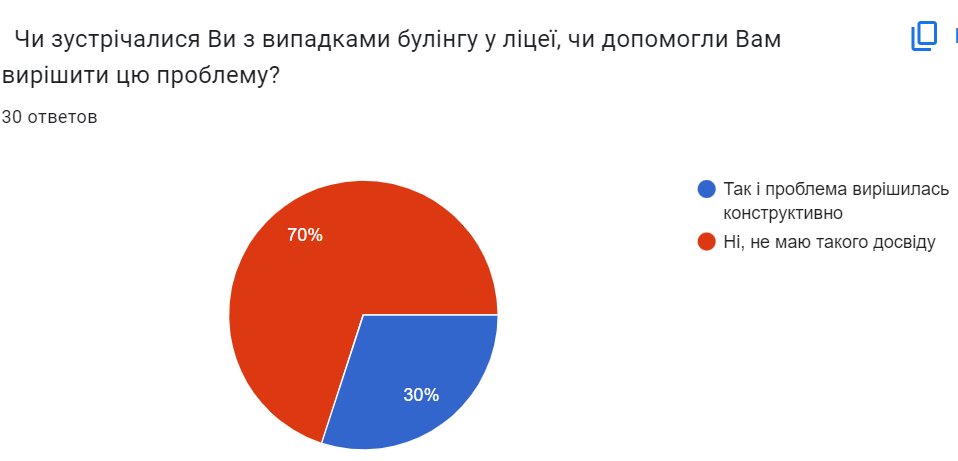 Чи зустрічалися Ви з випадками булінгу у ліцеї, чи допомогли Вам
вирішити цю проблему?
30 ответов
Так і проблема вирішилась
конструктивно
Ні, не маю такого досвіду
70%
30%